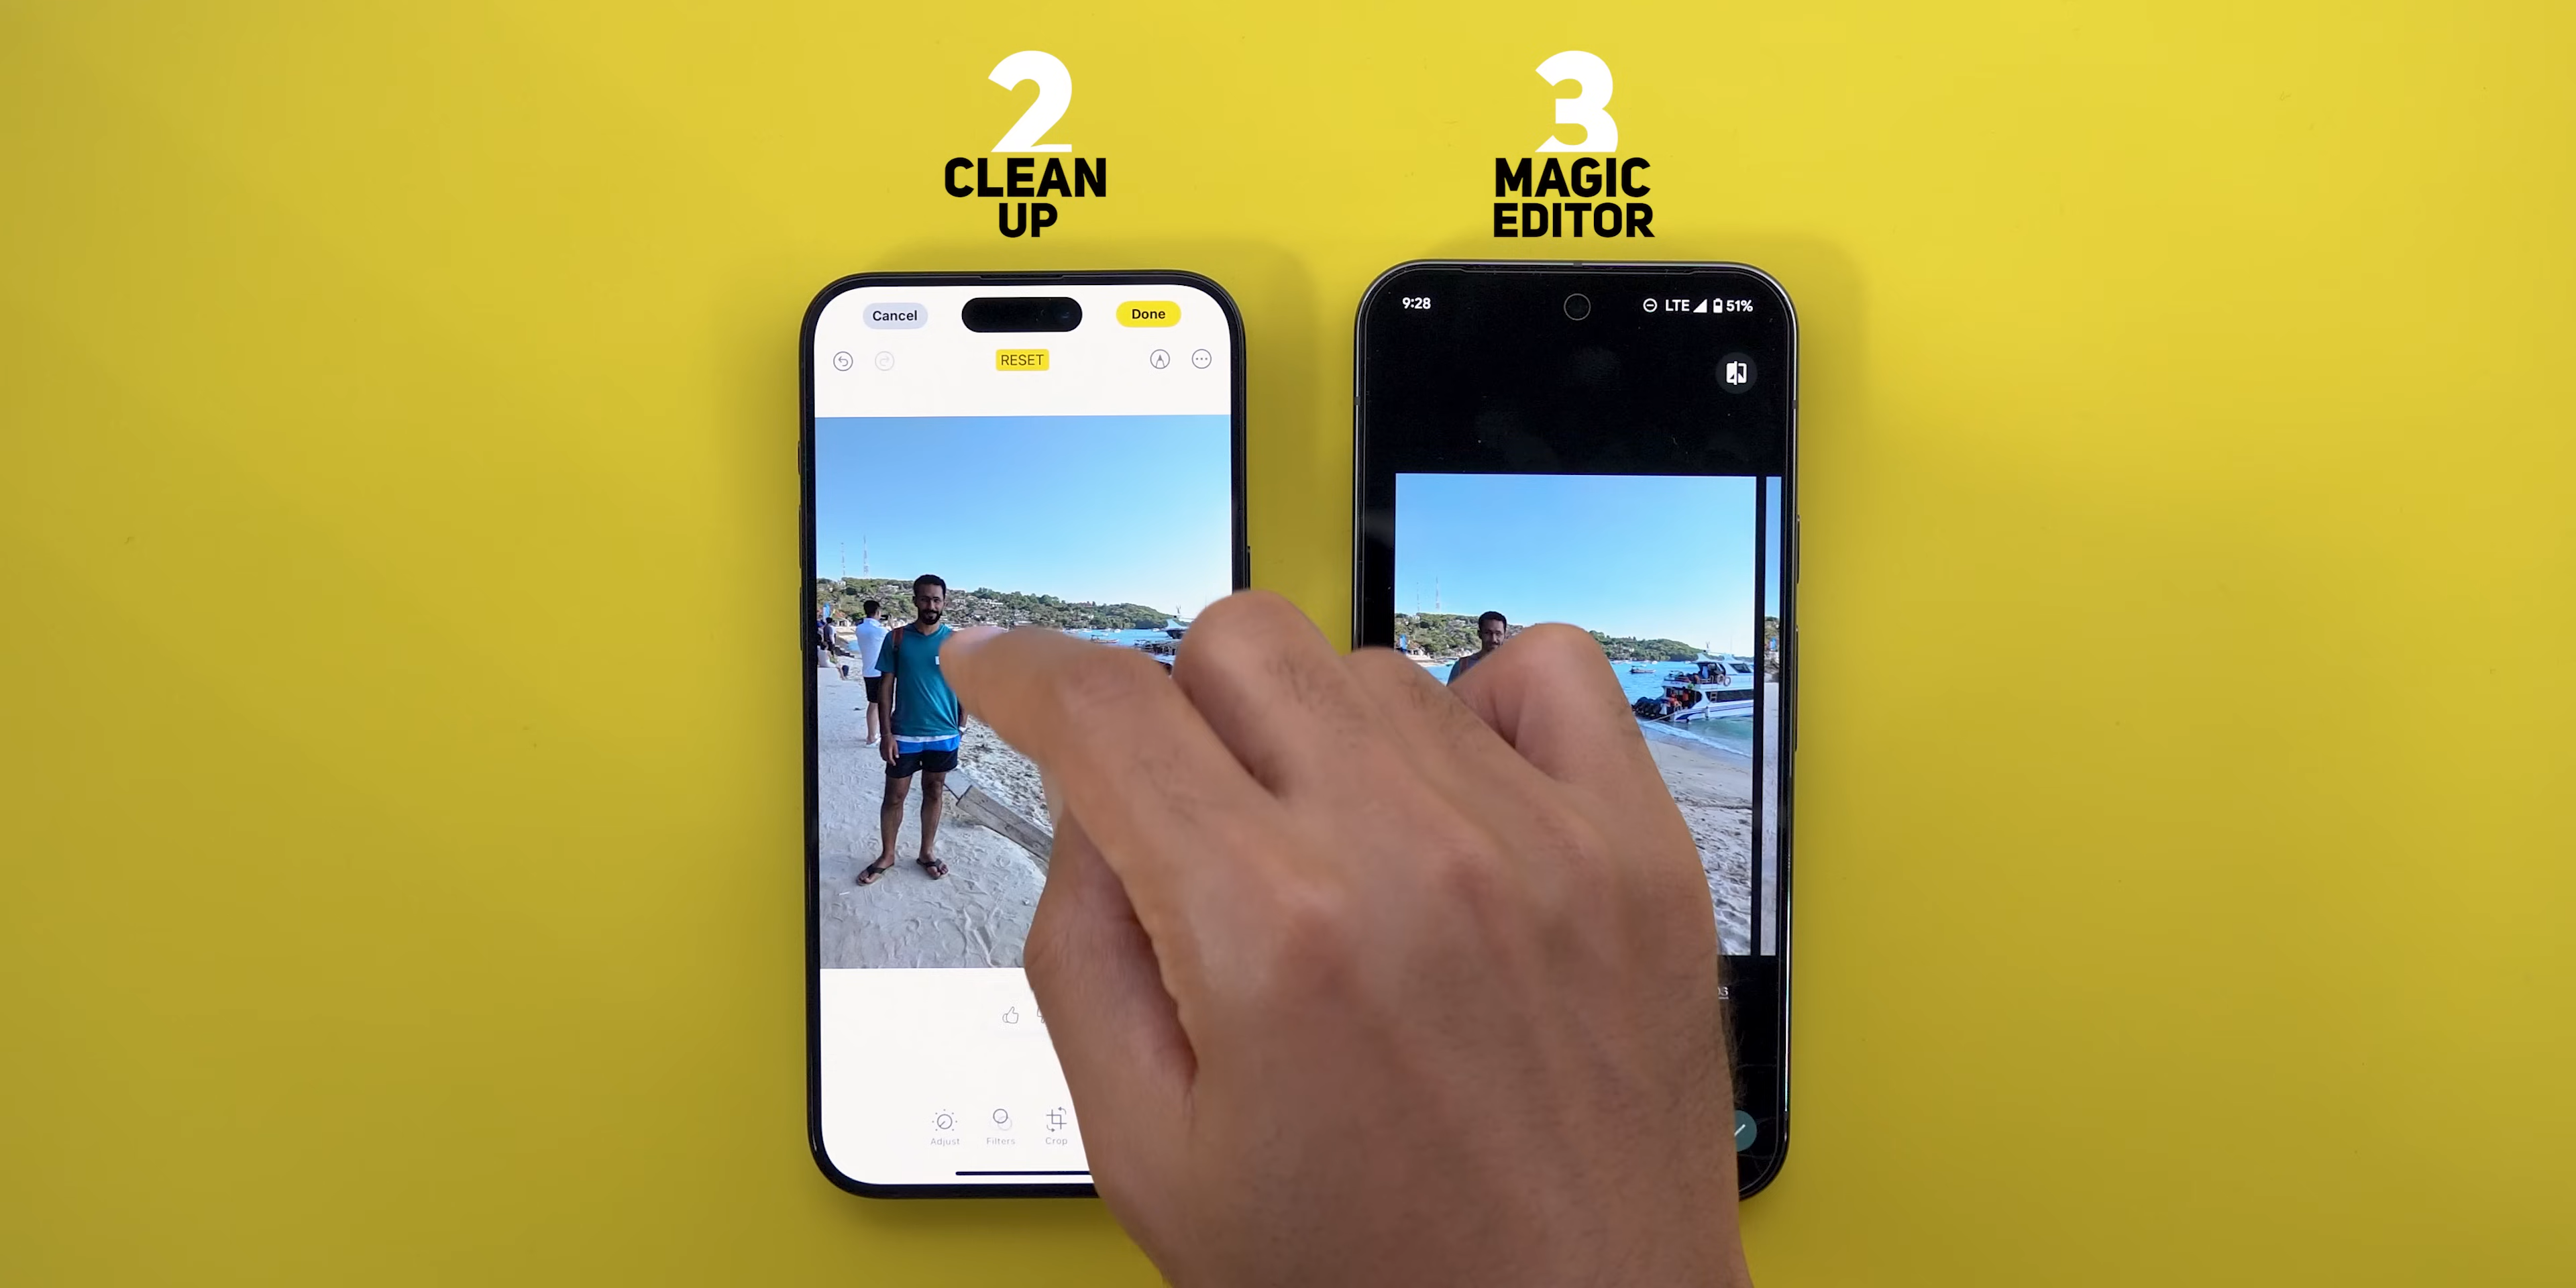 2
CLEAN
UP
3
MAGIC
EDITOR
Cancel
Done
RESET
Adjust
Filters
Crop
9:28
LTE 51%